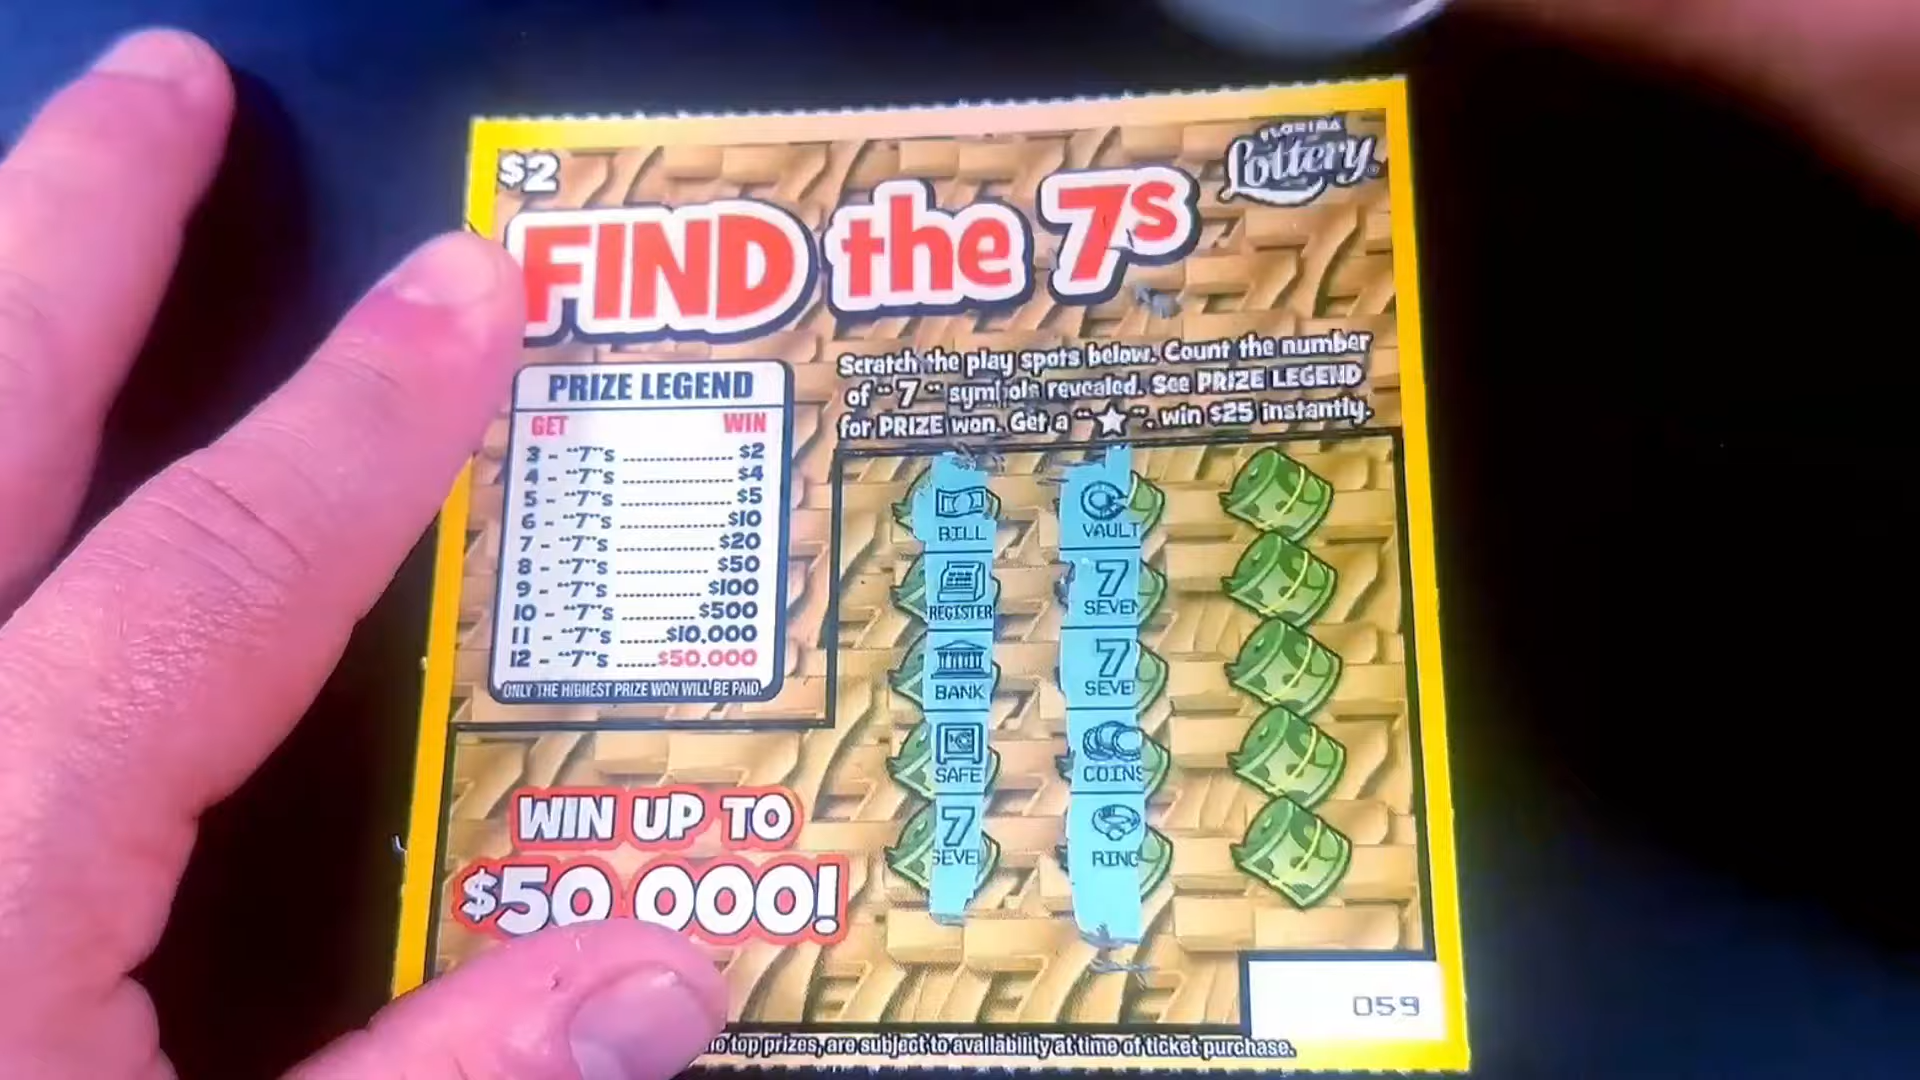 $2
FLORIDA
Lottery
FIND the 7s
Scratch the play spots below. Count the number
of "7" symbols revealed. See PRIZE LEGEND
for PRIZE won. Get a "★", win $25 instantly.
PRIZE LEGEND
GET WIN
3 - "7"s ................ $2
4 - "7"s ................ $4
5 - "7"s ................ $5
6 - "7"s ...............$10
7 - "7"s .............. $20
8 - "7"s ............. $50
9 - "7"s ........... $100
10 - "7"s ..........$500
11 - "7"s ......$10,000
12 - "7"s ......$50,000
ONLY THE HIGHEST PRIZE WON WILL BE PAID.
BILL VAULT
REGISTER 7 SEVEN
BANK 7 SEVE
SAFE COINS
7 SEVE RING
WIN UP TO
$50,000!
059
top prizes, are subject to availability at time of ticket purchase.